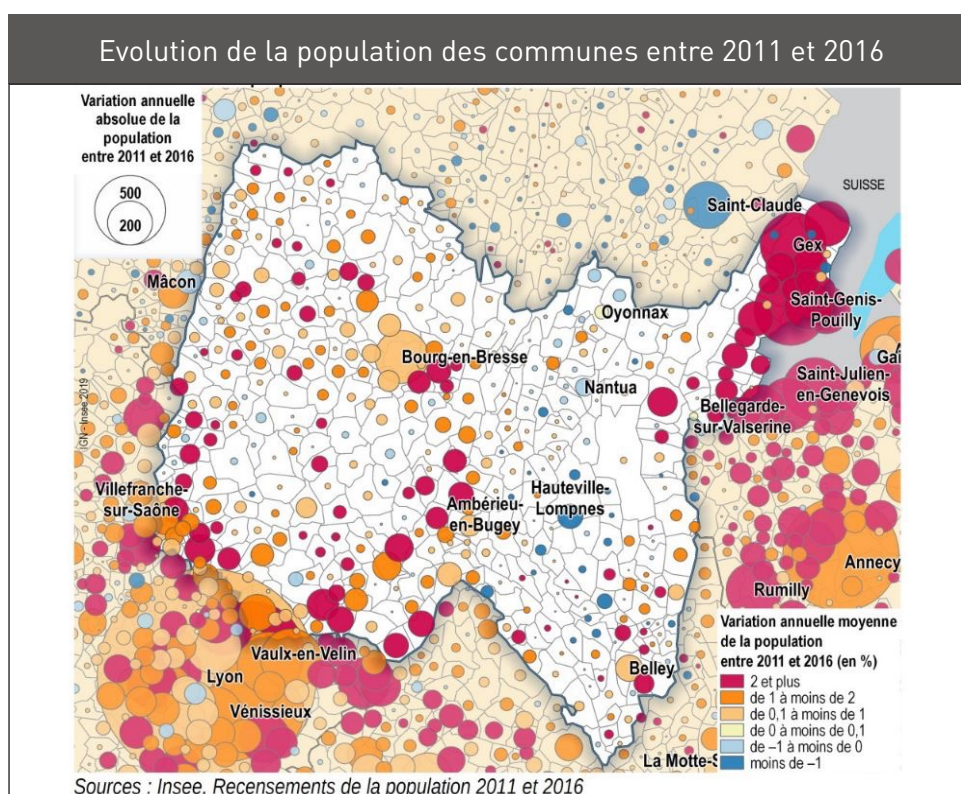 Evolution de la population des communes entre 2011 et 2016
Variation annuelle
absolue de la
population
entre 2011 et 2016
500
200
SUISSE
Saint-Claude
Gex
Mâcon
Oyonnax
Saint-Genis-
Pouilly
Bourg-en-Bresse
Nantua
Saint-Julien-
en-Genevois
Bellegarde-
sur-Valserine
IGN - Insee 2019
Villefranche-
sur-Saône
Hauteville-
Lompnes
Ambérieu-
en-Bugey
Annecy
Rumilly
Vaulx-en-Velin
Lyon
Vénissieux
Belley
La Motte-S
Variation annuelle moyenne
de la population
entre 2011 et 2016 (en %)
2 et plus
de 1 à moins de 2
de 0,1 à moins de 1
de 0 à moins de 0,1
de –1 à moins de 0
moins de –1
Sources : Insee, Recensements de la population 2011 et 2016